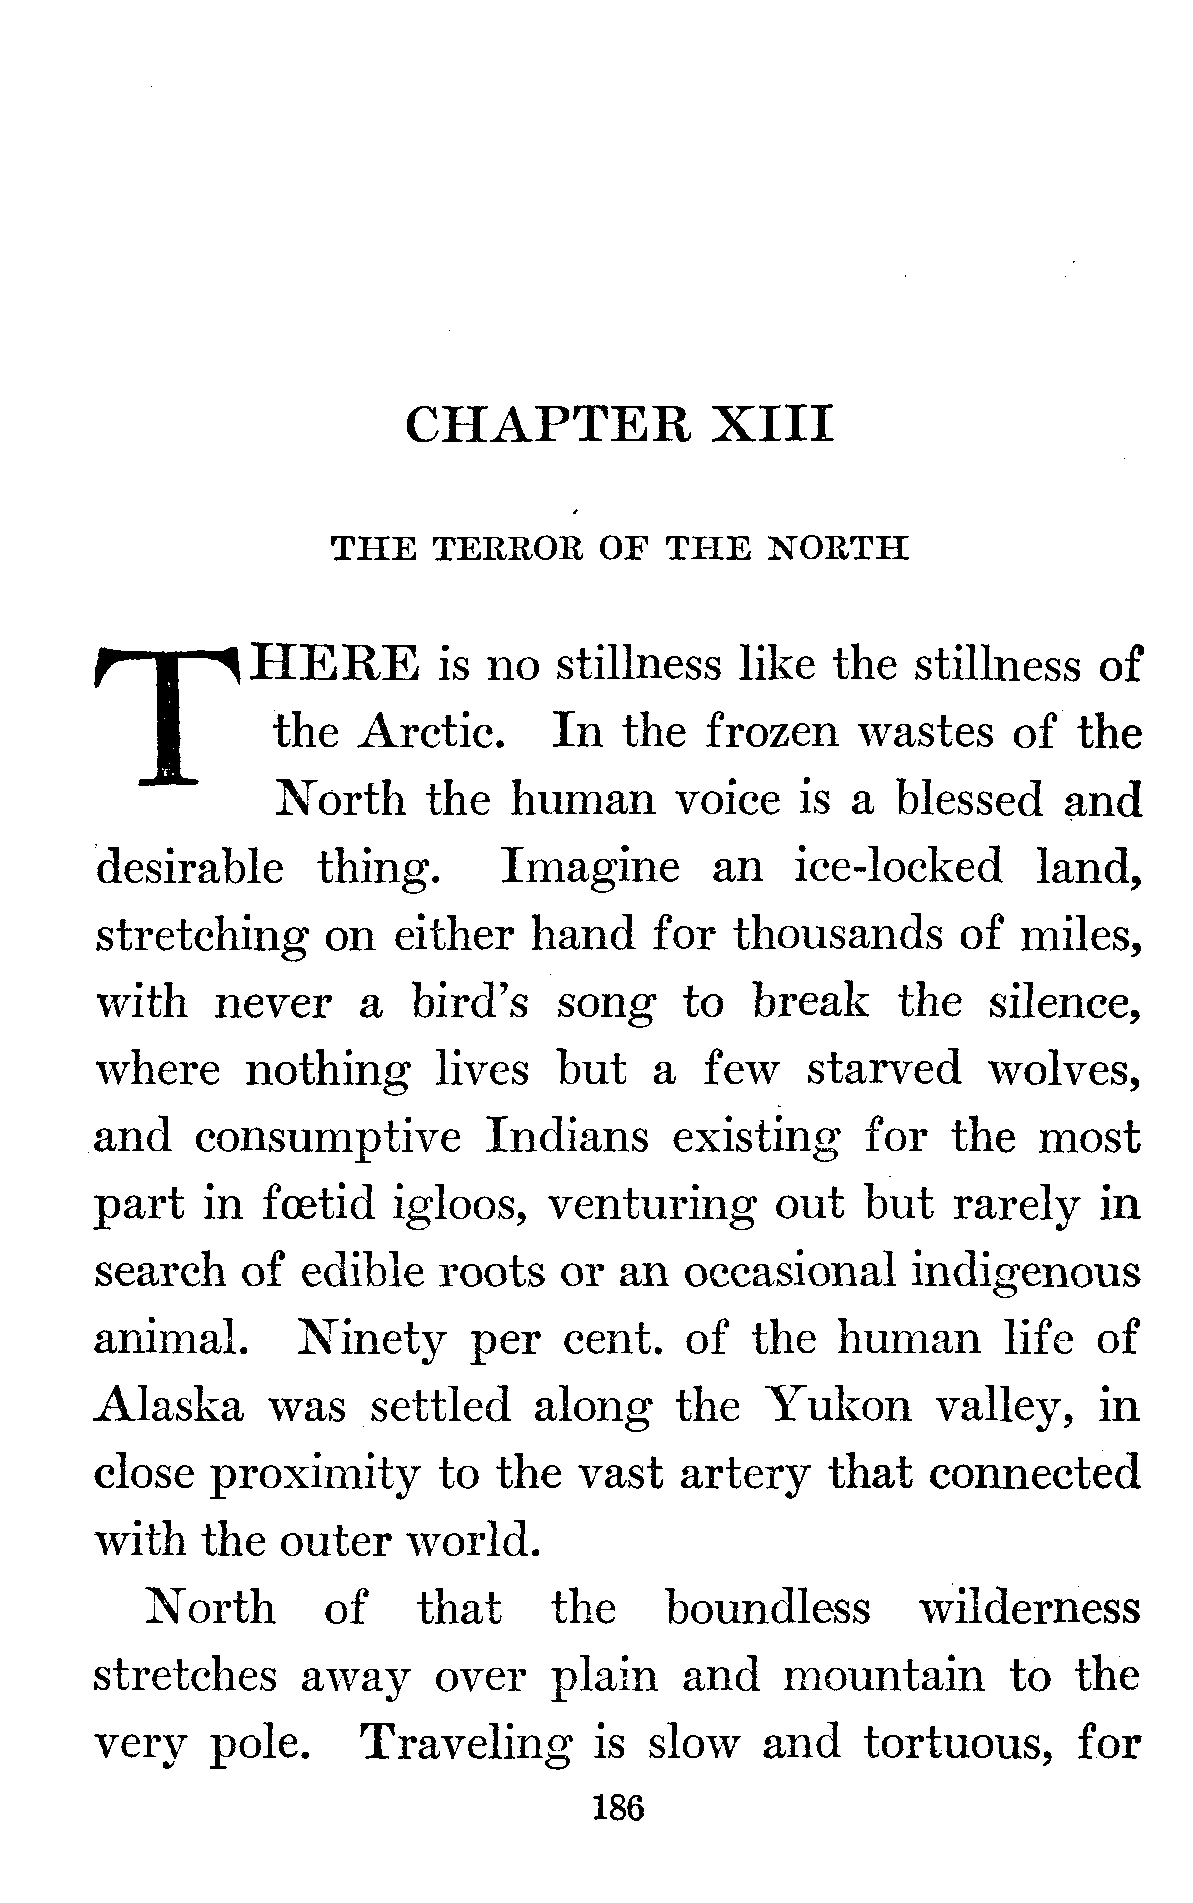 CHAPTER XIII
THE TERROR OF THE NORTH
THERE is no stillness like the stillness of
the Arctic. In the frozen wastes of the
North the human voice is a blessed and
desirable thing. Imagine an ice-locked land,
stretching on either hand for thousands of miles,
with never a bird's song to break the silence,
where nothing lives but a few starved wolves,
and consumptive Indians existing for the most
part in fœtid igloos, venturing out but rarely in
search of edible roots or an occasional indigenous
animal. Ninety per cent. of the human life of
Alaska was settled along the Yukon valley, in
close proximity to the vast artery that connected
with the outer world.
North of that the boundless wilderness
stretches away over plain and mountain to the
very pole. Traveling is slow and tortuous, for
186